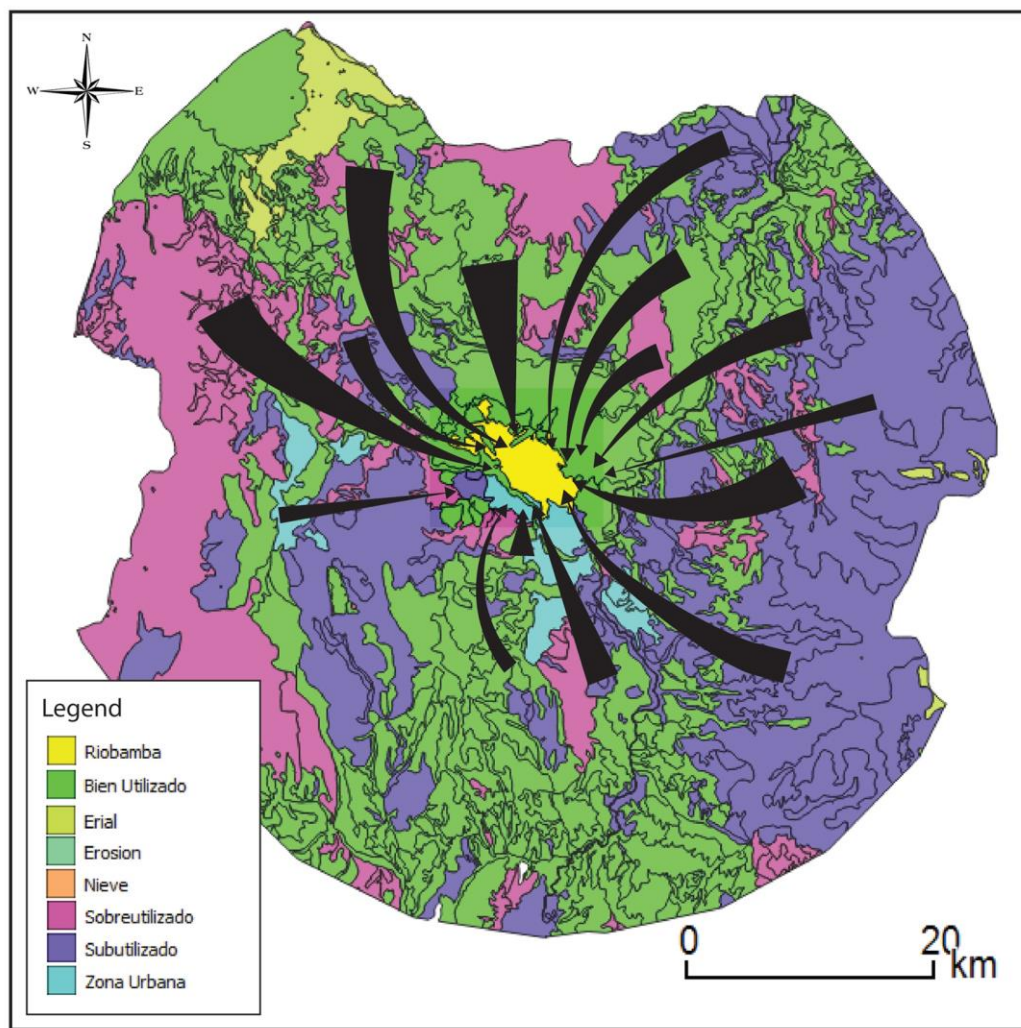 N
W E
S
Legend
Riobamba
Bien Utilizado
Erial
Erosion
Nieve
Sobreutilizado
Subutilizado
Zona Urbana
0 20
km